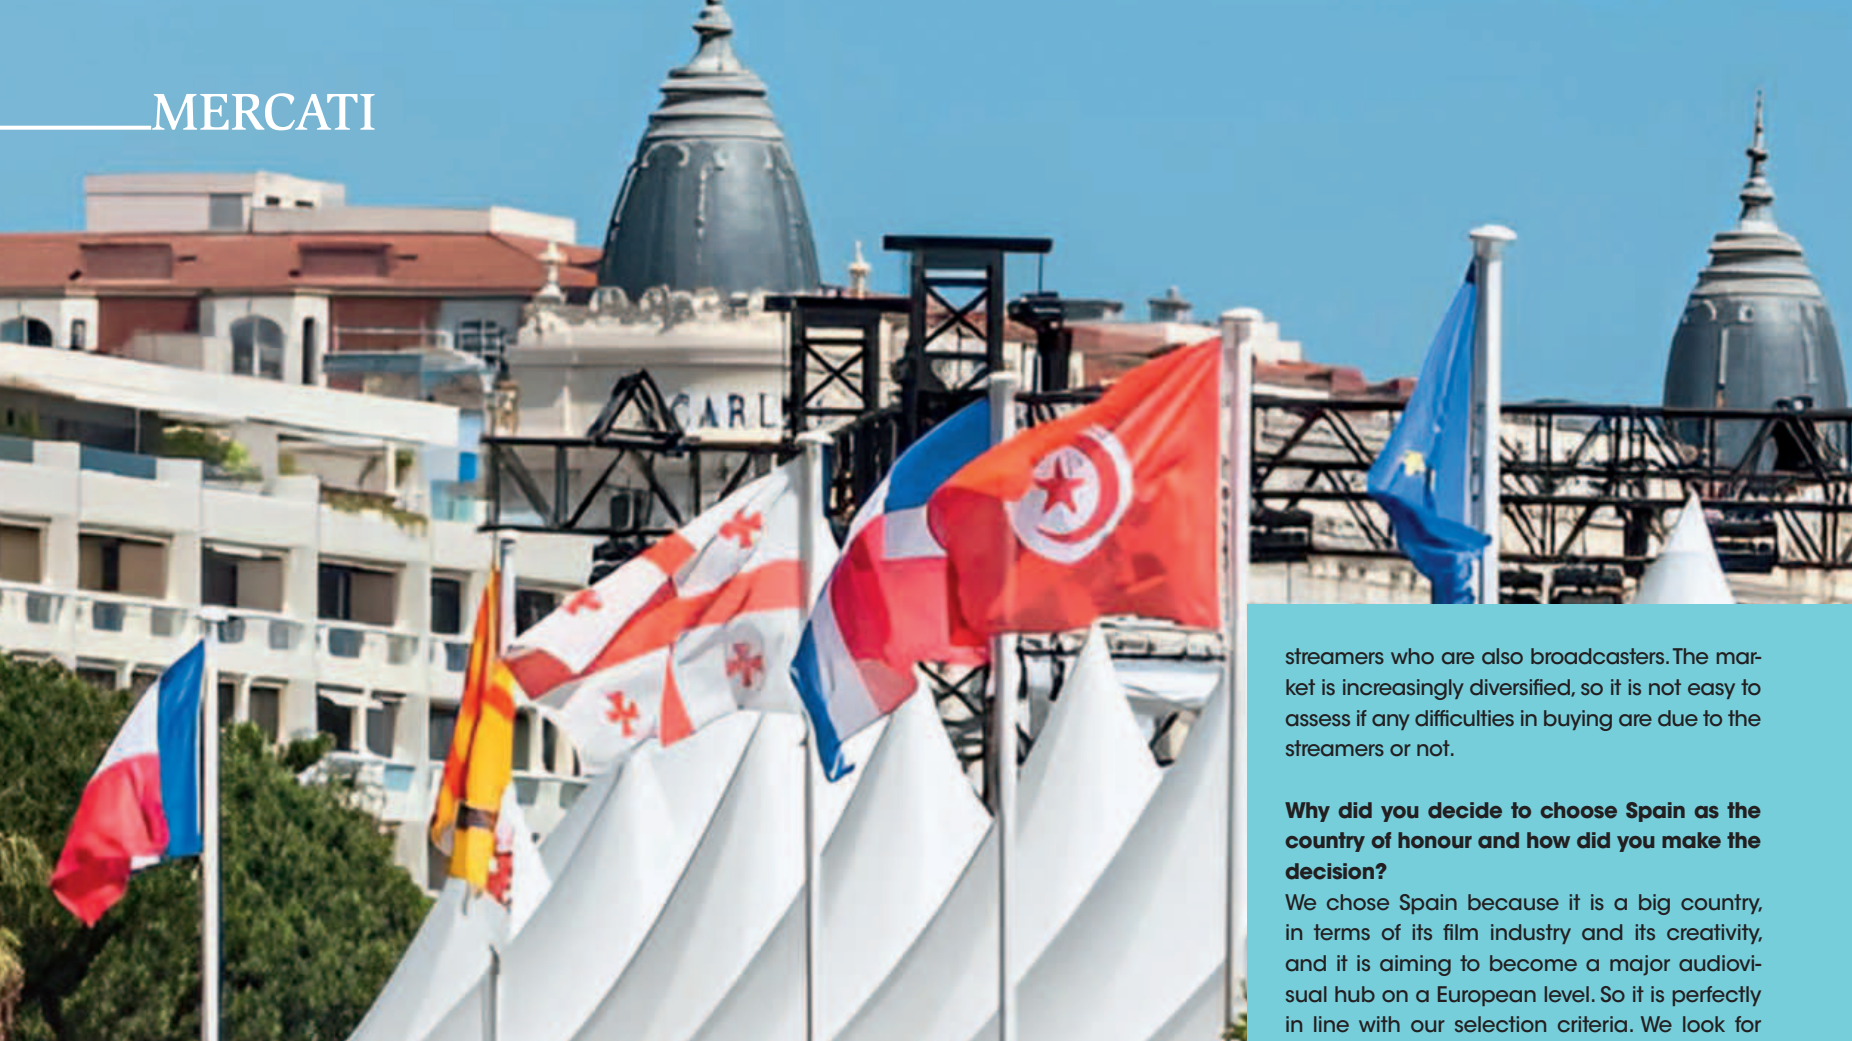 MERCATI
CARL
streamers who are also broadcasters. The mar-
ket is increasingly diversified, so it is not easy to
assess if any difficulties in buying are due to the
streamers or not.
Why did you decide to choose Spain as the
country of honour and how did you make the
decision?
We chose Spain because it is a big country,
in terms of its film industry and its creativity,
and it is aiming to become a major audiovi-
sual hub on a European level. So it is perfectly
in line with our selection criteria. We look for